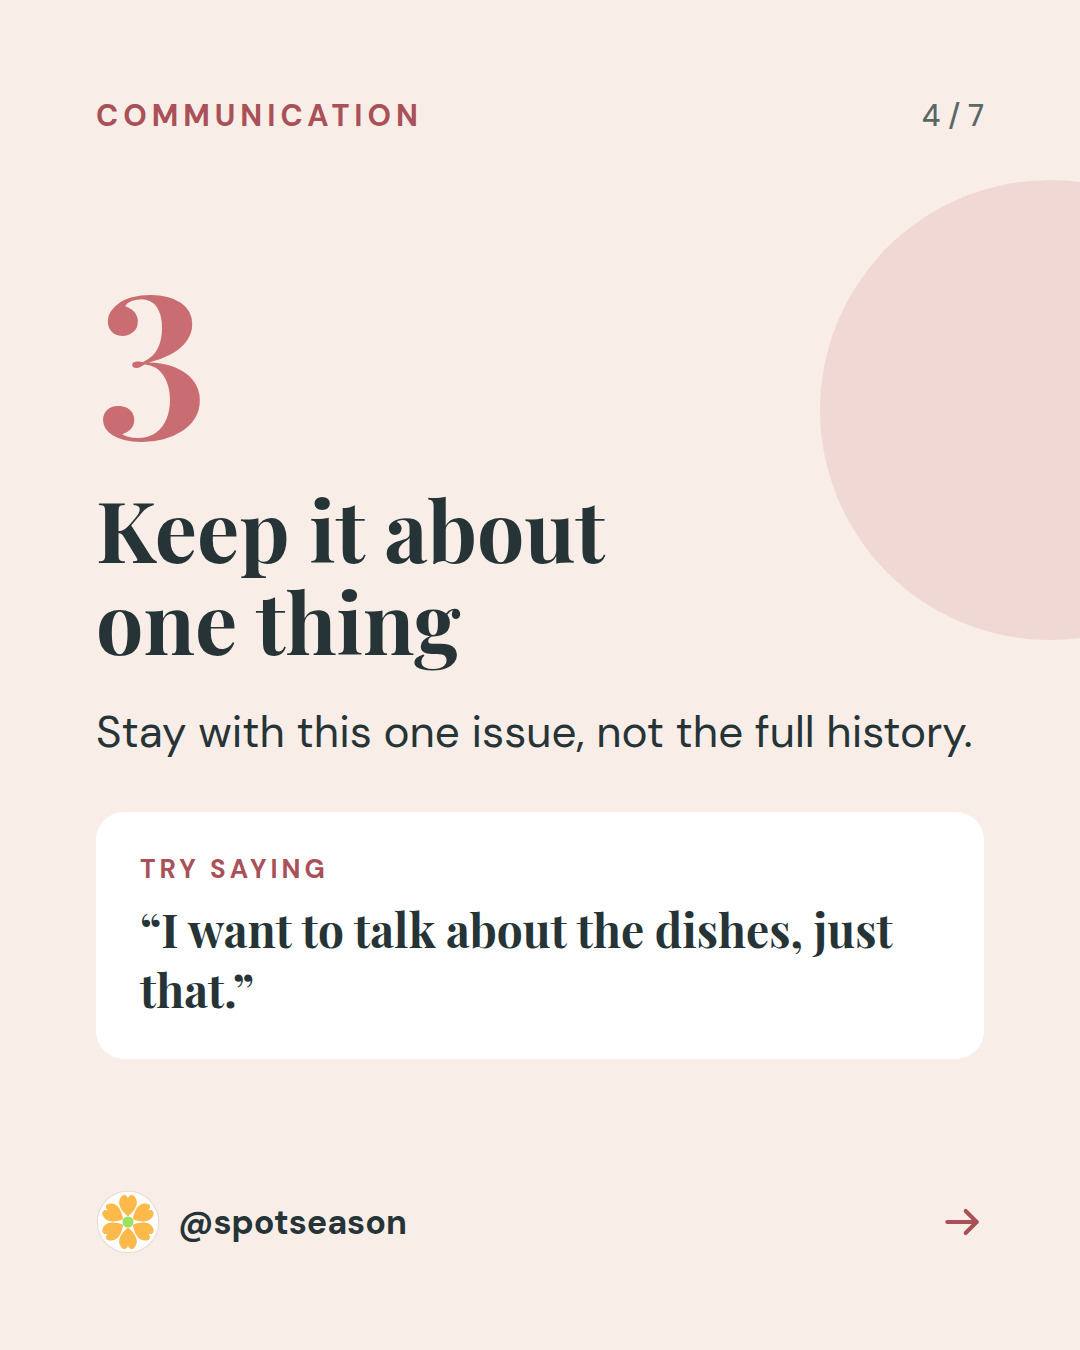 COMMUNICATION
4 / 7
3
Keep it about
one thing
Stay with this one issue, not the full history.
TRY SAYING
“I want to talk about the dishes, just
that.”
@spotseason